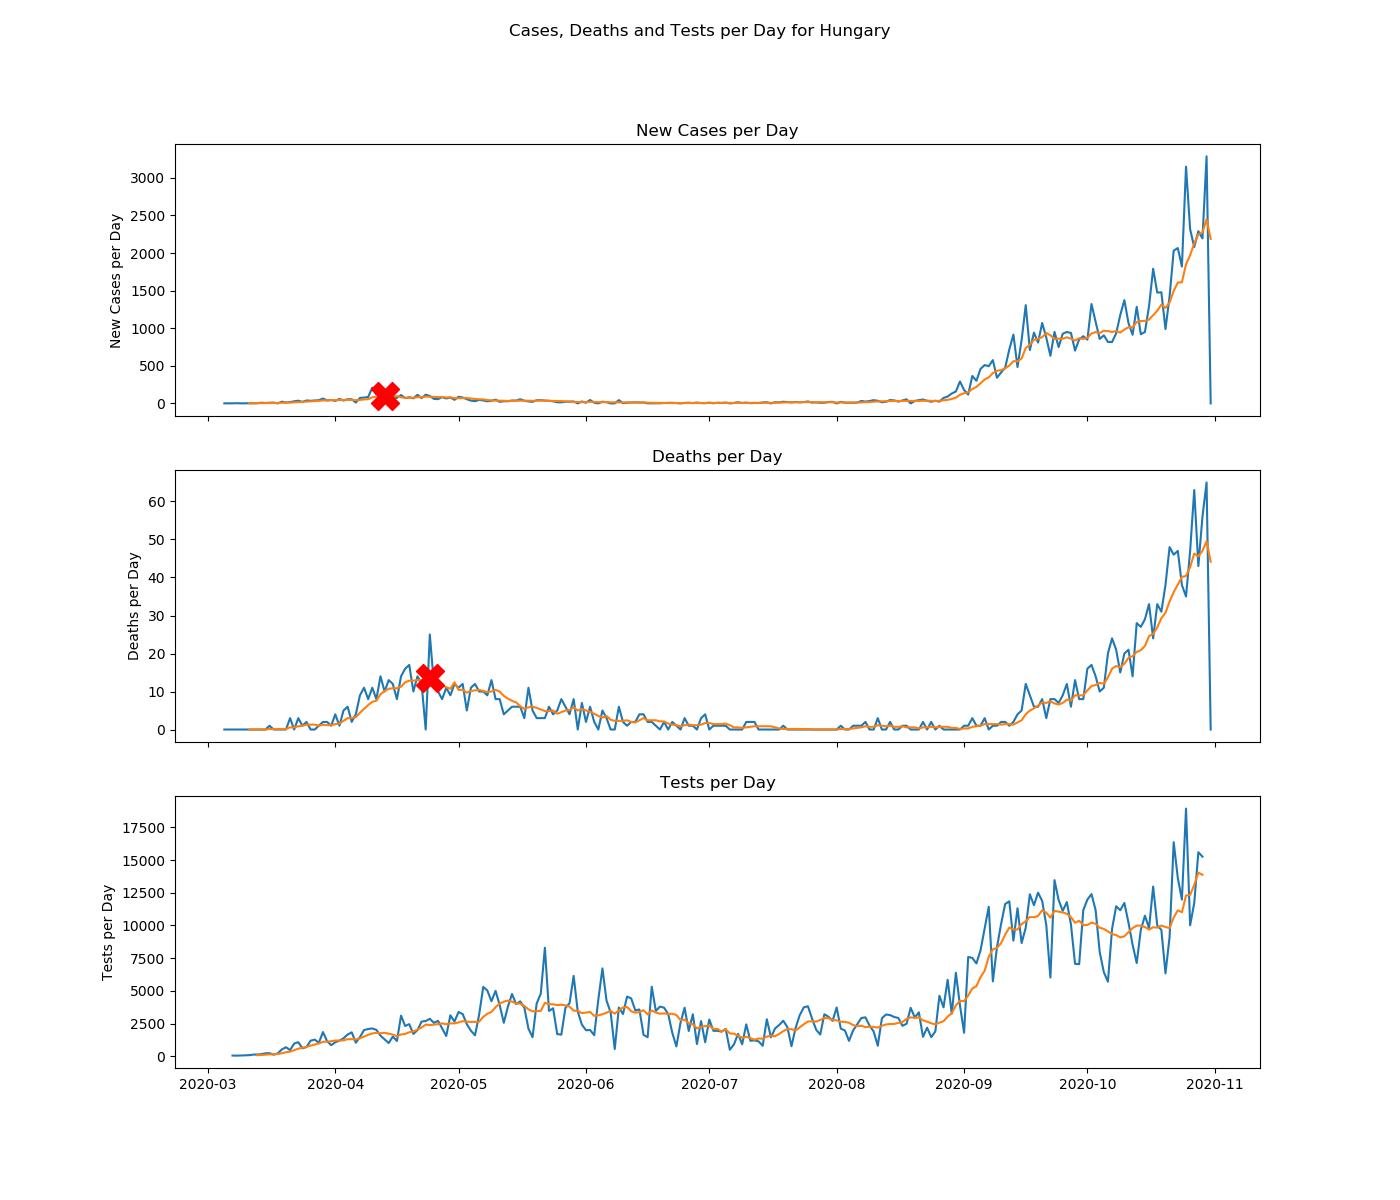 Cases, Deaths and Tests per Day for Hungary
New Cases per Day
New Cases per Day
3000
2500
2000
1500
1000
500
0
Deaths per Day
Deaths per Day
60
50
40
30
20
10
0
Tests per Day
Tests per Day
17500
15000
12500
10000
7500
5000
2500
0
2020-03 2020-04 2020-05 2020-06 2020-07 2020-08 2020-09 2020-10 2020-11